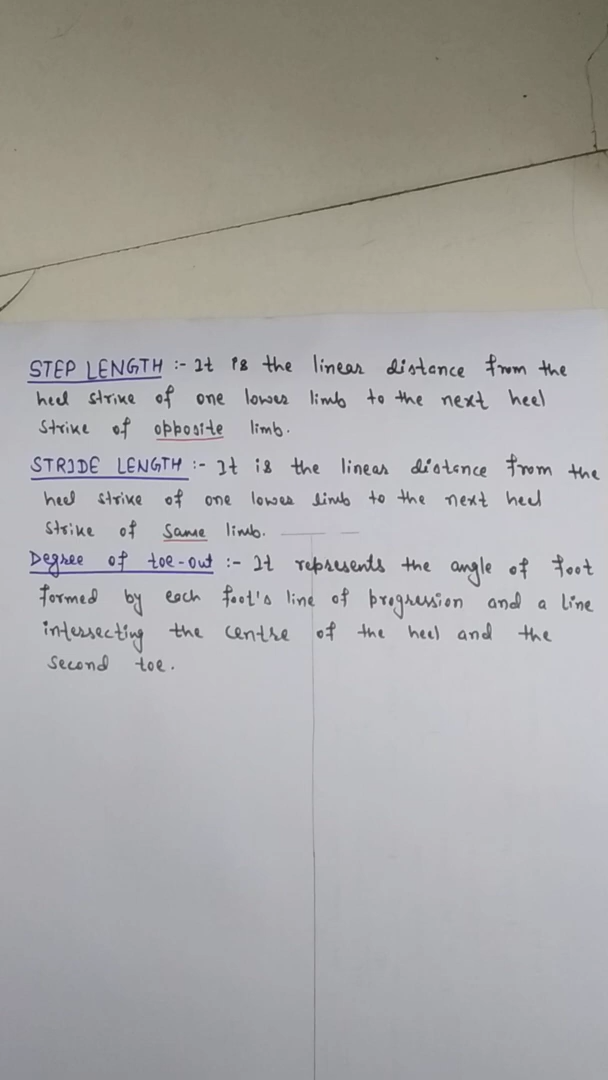 STEP LENGTH :- It is the linear distance from the
heel strike of one lower limb to the next heel
strike of opposite limb.
STRIDE LENGTH :- It is the linear distance from the
heel strike of one lower limb to the next heel
strike of same limb.
Degree of toe-out :- It represents the angle of foot
formed by each foot's line of progression and a line
intersecting the centre of the heel and the
second toe.